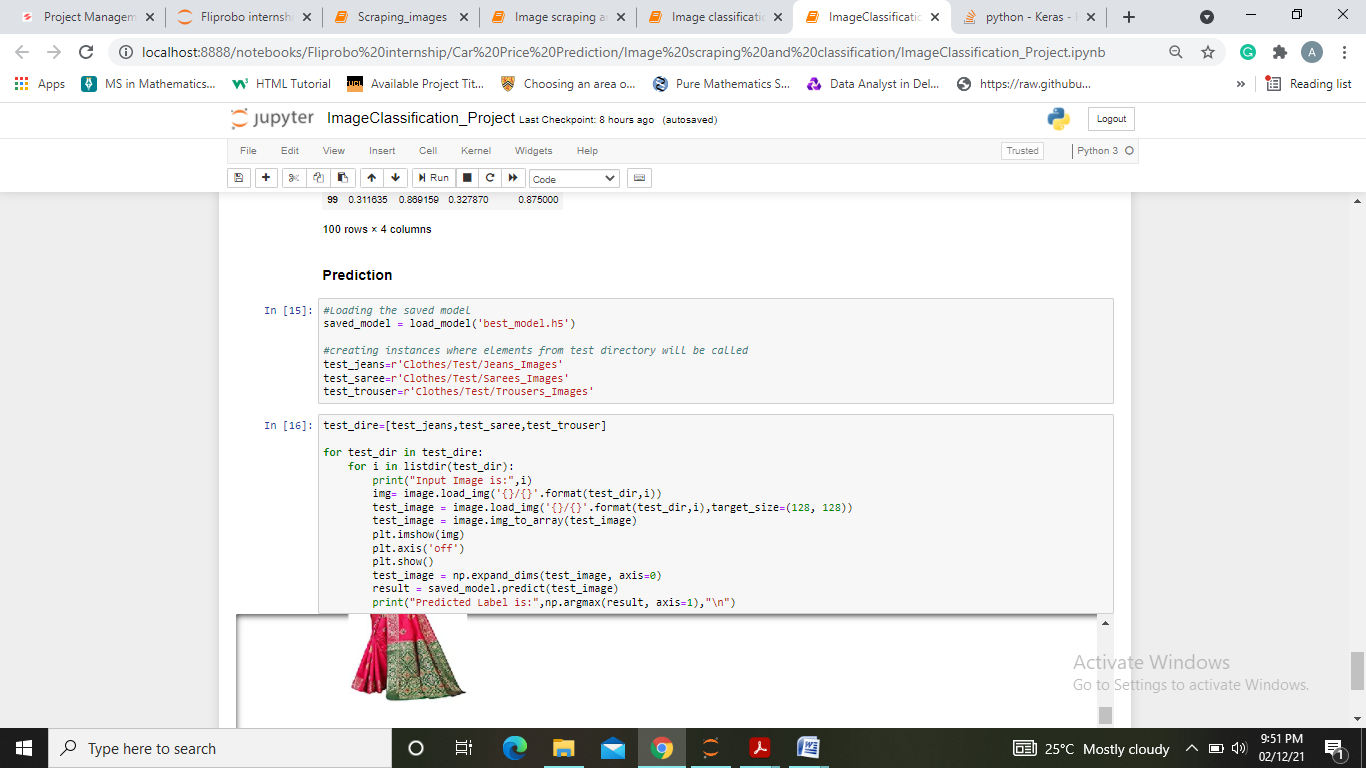 Project Managem
Fliprobo internsh
Scraping_images
Image scraping a
Image classificati
ImageClassificatic
python - Keras -
localhost:8888/notebooks/Fliprobo%20internship/Car%20Price%20Prediction/Image%20scraping%20and%20classification/ImageClassification_Project.ipynb
A
Apps
MS in Mathematics...
HTML Tutorial
Available Project Tit...
Choosing an area o...
Pure Mathematics S...
Data Analyst in Del...
https://raw.githubu...
»
Reading list
jupyter ImageClassification_Project Last Checkpoint: 8 hours ago (autosaved)
Logout
File Edit View Insert Cell Kernel Widgets Help
Trusted
Python 3
Run
Code
99 0.311635 0.869159 0.327870 0.875000
100 rows × 4 columns
Prediction
In [15]: #Loading the saved model
saved_model = load_model('best_model.h5')
#creating instances where elements from test directory will be called
test_jeans=r'Clothes/Test/Jeans_Images'
test_saree=r'Clothes/Test/Sarees_Images'
test_trouser=r'Clothes/Test/Trousers_Images'
In [16]: test_dire=[test_jeans,test_saree,test_trouser]
for test_dir in test_dire:
for i in listdir(test_dir):
print("Input Image is:",i)
img= image.load_img('{}/{}'.format(test_dir,i))
test_image = image.load_img('{}/{}'.format(test_dir,i),target_size=(128, 128))
test_image = image.img_to_array(test_image)
plt.imshow(img)
plt.axis('off')
plt.show()
test_image = np.expand_dims(test_image, axis=0)
result = saved_model.predict(test_image)
print("Predicted Label is:",np.argmax(result, axis=1),"\n")
Activate Windows
Go to Settings to activate Windows.
Type here to search
25°C Mostly cloudy
9:51 PM
02/12/21
1